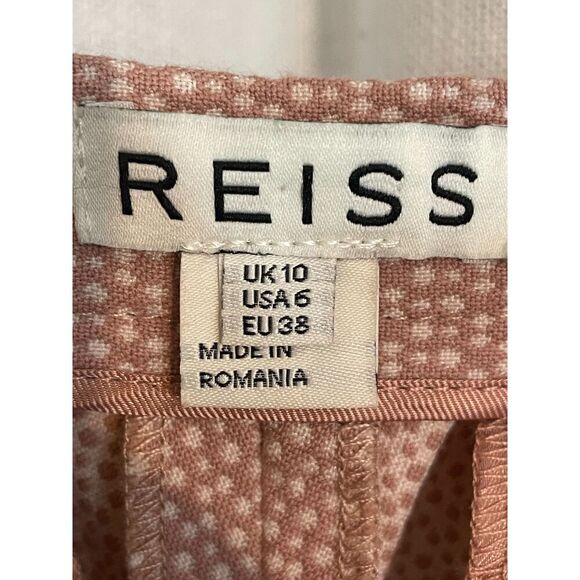 REISS
UK 10
USA 6
EU 38
MADE IN
ROMANIA